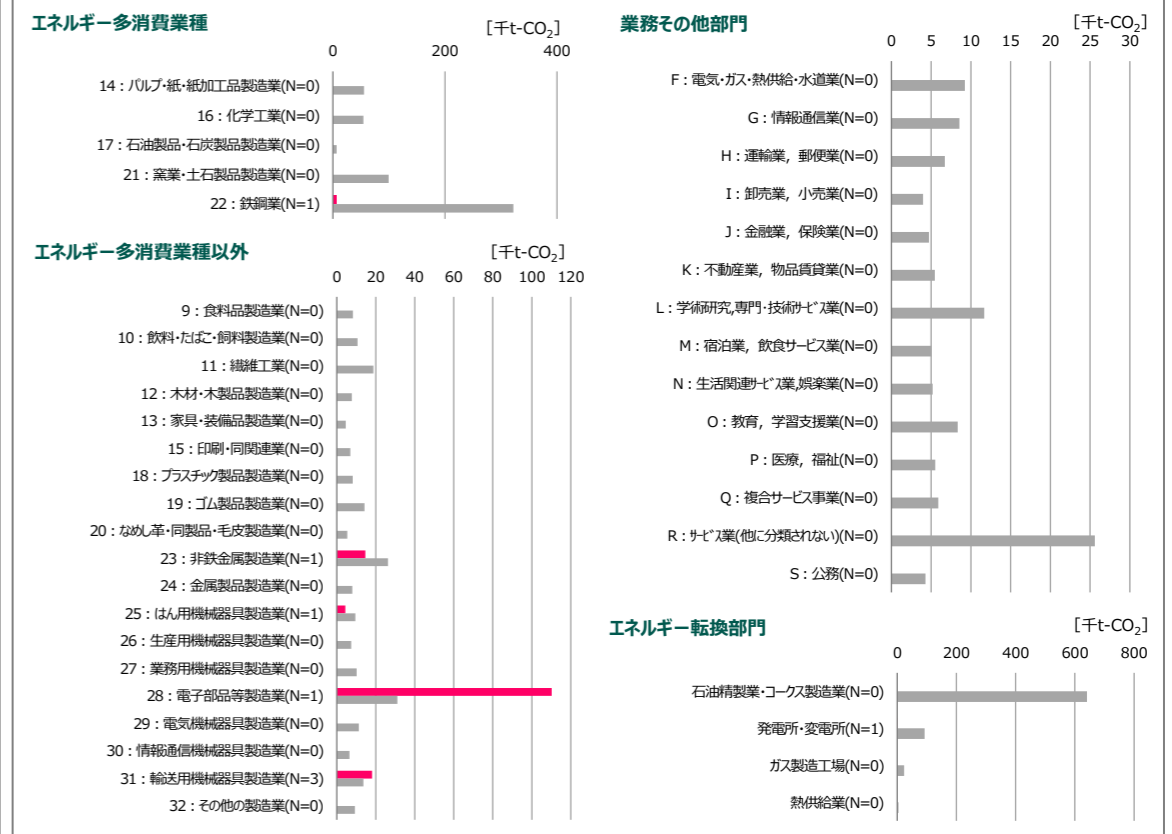 エネルギー多消費業種
[千t-CO2]
0 200 400
14：パルプ・紙・紙加工品製造業(N=0)
16：化学工業(N=0)
17：石油製品・石炭製品製造業(N=0)
21：窯業・土石製品製造業(N=0)
22：鉄鋼業(N=1)
エネルギー多消費業種以外
[千t-CO2]
0 20 40 60 80 100 120
9：食料品製造業(N=0)
10：飲料・たばこ・飼料製造業(N=0)
11：繊維工業(N=0)
12：木材・木製品製造業(N=0)
13：家具・装備品製造業(N=0)
15：印刷・同関連業(N=0)
18：プラスチック製品製造業(N=0)
19：ゴム製品製造業(N=0)
20：なめし革・同製品・毛皮製造業(N=0)
23：非鉄金属製造業(N=1)
24：金属製品製造業(N=0)
25：はん用機械器具製造業(N=1)
26：生産用機械器具製造業(N=0)
27：業務用機械器具製造業(N=0)
28：電子部品等製造業(N=1)
29：電気機械器具製造業(N=0)
30：情報通信機械器具製造業(N=0)
31：輸送用機械器具製造業(N=3)
32：その他の製造業(N=0)
業務その他部門
[千t-CO2]
0 5 10 15 20 25 30
F：電気・ガス・熱供給・水道業(N=0)
G：情報通信業(N=0)
H：運輸業，郵便業(N=0)
I：卸売業，小売業(N=0)
J：金融業，保険業(N=0)
K：不動産業，物品賃貸業(N=0)
L：学術研究,専門・技術ｻｰﾋﾞｽ業(N=0)
M：宿泊業，飲食サービス業(N=0)
N：生活関連ｻｰﾋﾞｽ業,娯楽業(N=0)
O：教育，学習支援業(N=0)
P：医療，福祉(N=0)
Q：複合サービス事業(N=0)
R：ｻｰﾋﾞｽ業(他に分類されない)(N=0)
S：公務(N=0)
エネルギー転換部門
[千t-CO2]
0 200 400 600 800
石油精製業・コークス製造業(N=0)
発電所・変電所(N=1)
ガス製造工場(N=0)
熱供給業(N=0)